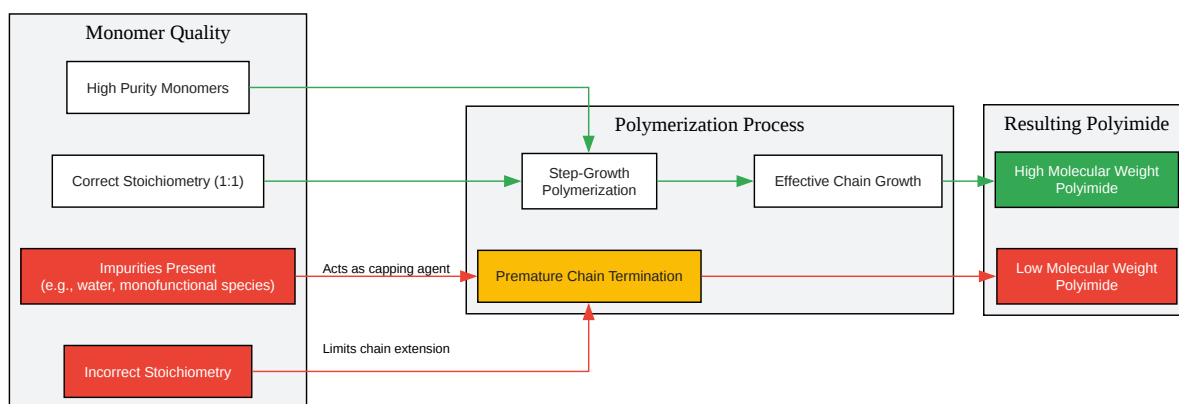 Monomer Quality
High Purity Monomers
Correct Stoichiometry (1:1)
Impurities Present
(e.g., water, monofunctional species)
Incorrect Stoichiometry
Acts as capping agent
Limits chain extension
Polymerization Process
Step-Growth
Polymerization
Effective Chain Growth
Premature Chain Termination
Resulting Polyimide
High Molecular Weight
Polyimide
Low Molecular Weight
Polyimide